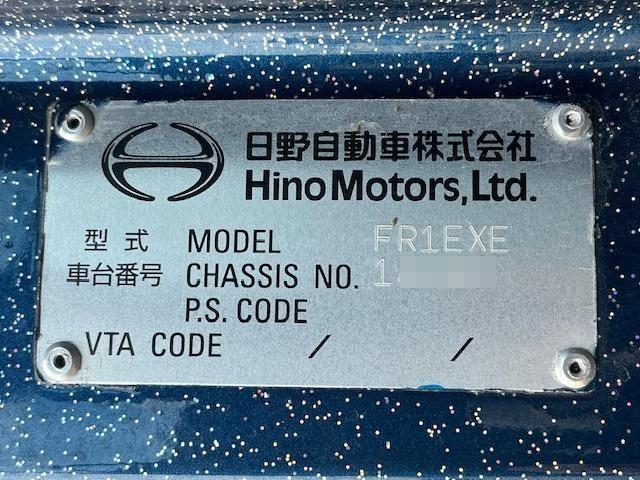 日野自動車株式会社
Hino Motors, Ltd.
型式 MODEL FR1EXE
車台番号 CHASSIS NO. 1
P.S. CODE
VTA CODE / /